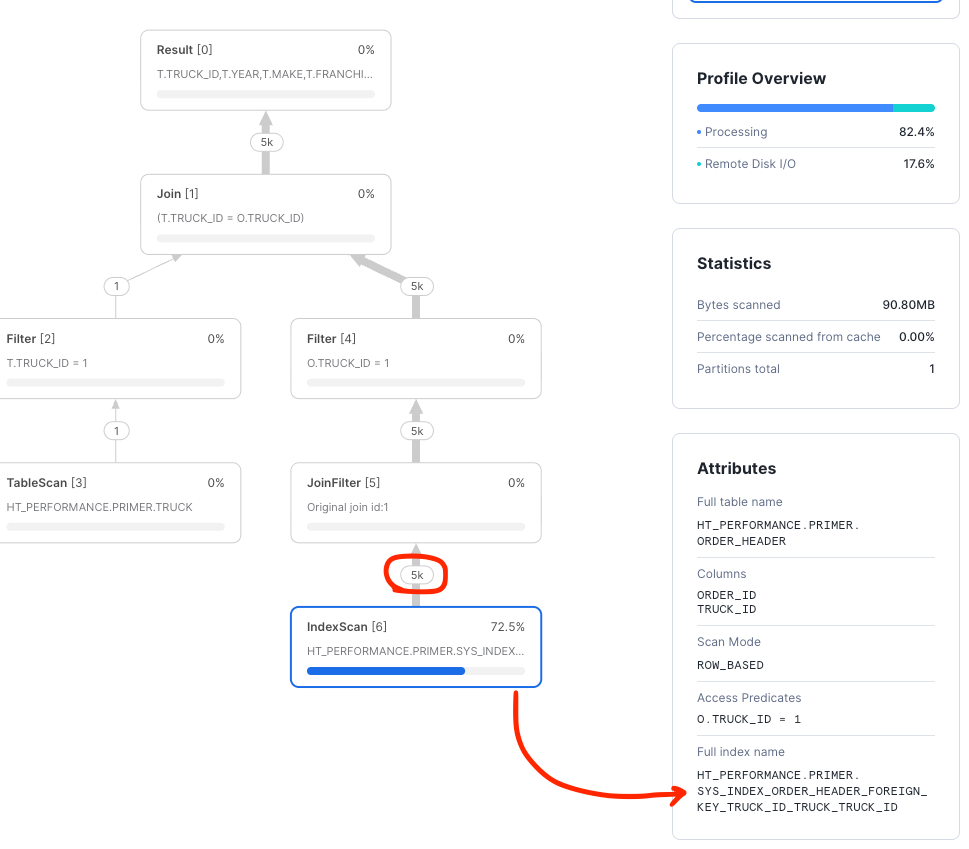 Result [0] 0%
T.TRUCK_ID,T.YEAR,T.MAKE,T.FRANCHI...
5k
Join [1] 0%
(T.TRUCK_ID = O.TRUCK_ID)
1
5k
Filter [2] 0%
T.TRUCK_ID = 1
Filter [4] 0%
O.TRUCK_ID = 1
1
5k
TableScan [3] 0%
HT_PERFORMANCE.PRIMER.TRUCK
JoinFilter [5] 0%
Original join id:1
5k
IndexScan [6] 72.5%
HT_PERFORMANCE.PRIMER.SYS_INDEX...
Profile Overview
Processing 82.4%
Remote Disk I/O 17.6%
Statistics
Bytes scanned 90.80MB
Percentage scanned from cache 0.00%
Partitions total 1
Attributes
Full table name
HT_PERFORMANCE.PRIMER.
ORDER_HEADER
Columns
ORDER_ID
TRUCK_ID
Scan Mode
ROW_BASED
Access Predicates
O.TRUCK_ID = 1
Full index name
HT_PERFORMANCE.PRIMER.
SYS_INDEX_ORDER_HEADER_FOREIGN_
KEY_TRUCK_ID_TRUCK_TRUCK_ID